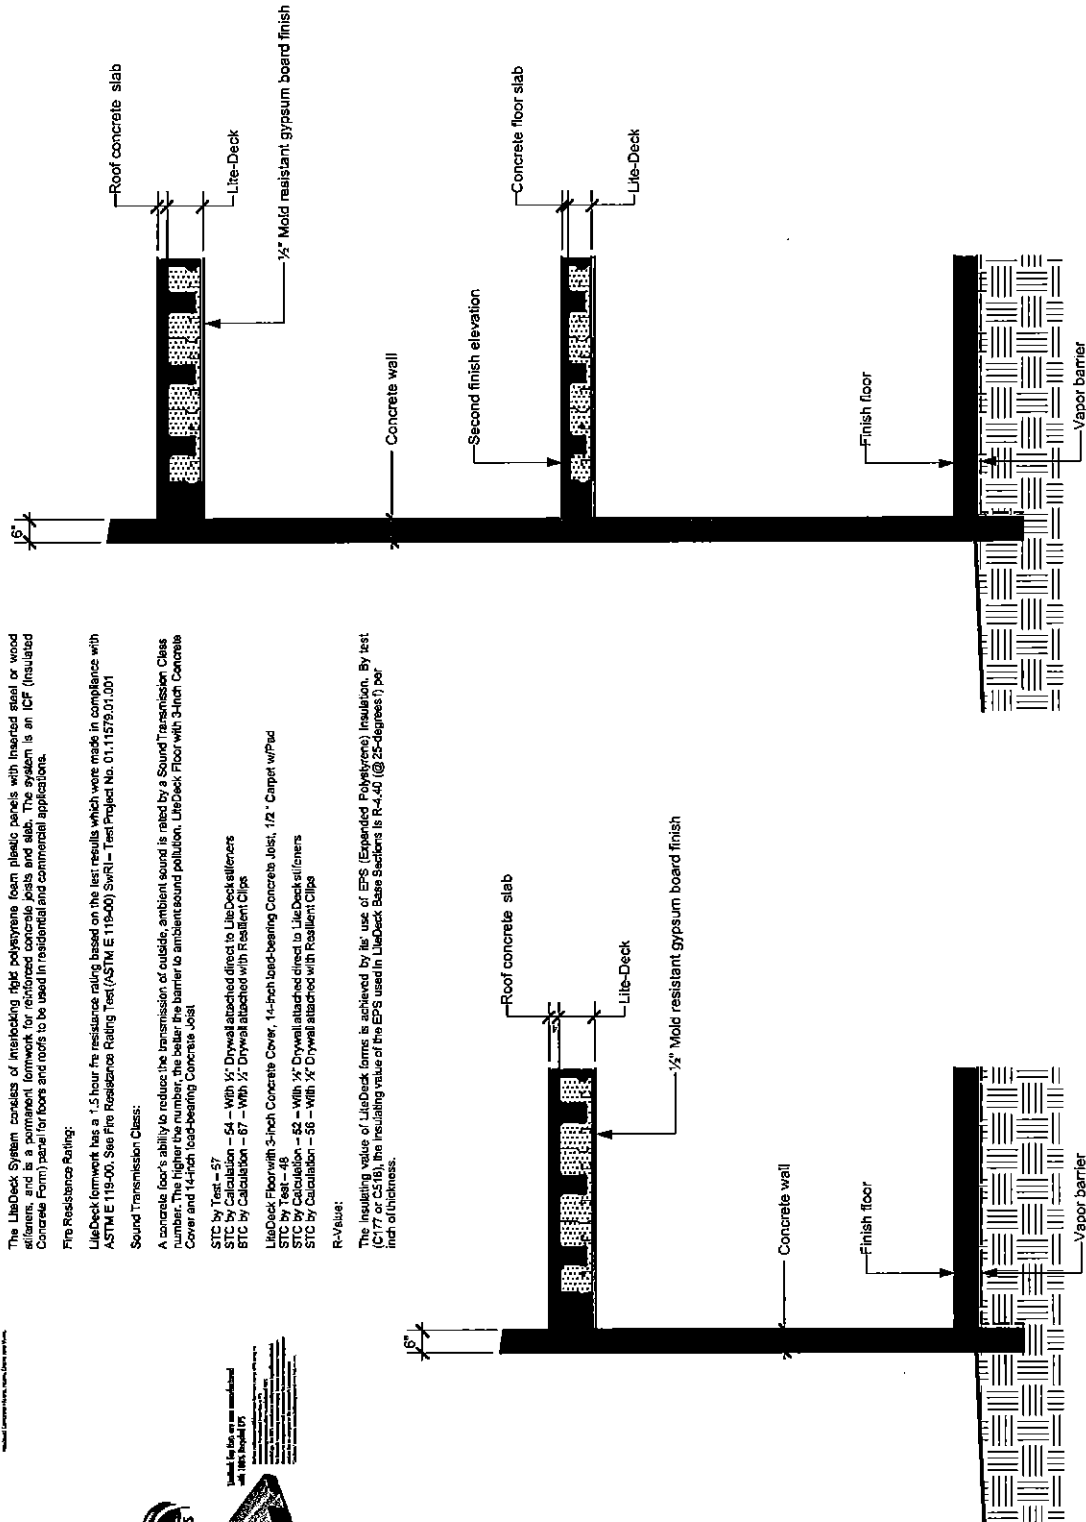 The LiteDeck System consists of interlocking rigid polystyrene foam plastic panels with inserted steel or wood
stifeners, and is a permanent formwork for reinforced concrete joists and slab. The system is an ICF (Insulated
Concrete Form) panel for floors and roofs to be used in residential and commercial applications.
Fire Resistance Rating:
LiteDeck formwork has a 1.5 hour fire resistance rating based on the test results which were made in compliance with
ASTM E 119-00. See Fire Resistance Rating Test (ASTM E 119-00) SwRI – Test Project No. 01.11579.01.001
Sound Transmission Class:
A concrete floor's ability to reduce the transmission of outside, ambient sound is rated by a Sound Transmission Class
number. The higher the number, the better the barrier to ambient sound pollution. LiteDeck Floor with 3-Inch Concrete
Cover and 14-inch load-bearing Concrete Joist
STC by Test – 57
STC by Calculation – 54 – With ½" Drywall attached direct to LiteDeck stifeners
STC by Calculation – 67 – With ½" Drywall attached with Resilient Clips
LiteDeck Floor with 3-inch Concrete Cover, 14-inch load-bearing Concrete Joist, 1/2 " Carpet w/Pad
STC by Test – 48
STC by Calculation – 52 – With ½" Drywall attached direct to LiteDeck stifeners
STC by Calculation – 56 – With ½" Drywall attached with Resilient Clips
R-Value:
The insulating value of LiteDeck forms is achieved by its' use of EPS (Expanded Polystyrene) Insulation. By test
(C177 or C518), the insulating value of the EPS used in LiteDeck Base Sections is R-4.40 (@ 25-degrees f) per
inch of thickness.
with 100% Recycled EPS
6"
Roof concrete slab
Lite-Deck
½" Mold resistant gypsum board finish
Concrete wall
Second finish elevation
Concrete floor slab
Lite-Deck
Finish floor
Vapor barrier
6"
Roof concrete slab
Lite-Deck
½" Mold resistant gypsum board finish
Concrete wall
Finish floor
Vapor barrier